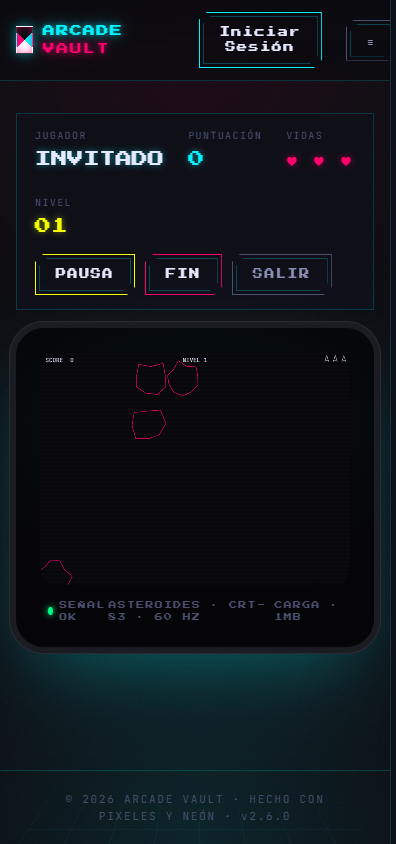 ARCADE
VAULT
Iniciar
Sesión
≡
JUGADOR
INVITADO
PUNTUACIÓN
0
VIDAS
♥ ♥ ♥
NIVEL
01
PAUSA
FIN
SALIR
SCORE 0
NIVEL 1
SEÑAL
OK
ASTEROIDES · CRT-
83 · 60 HZ
CARGA ·
1MB
© 2026 ARCADE VAULT · HECHO CON
PIXELES Y NEÓN · v2.6.0